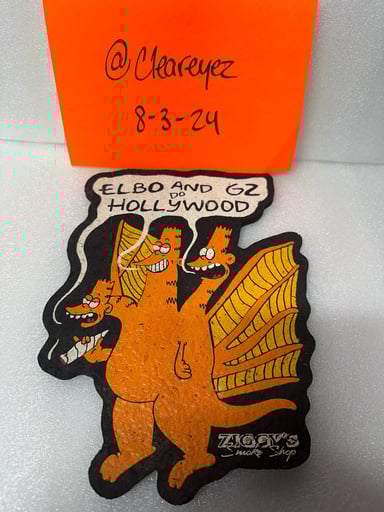 @Cleareyez
8-3-24
ELBO AND GZ
DO
HOLLYWOOD
ZIGGY'S
Smoke Shop